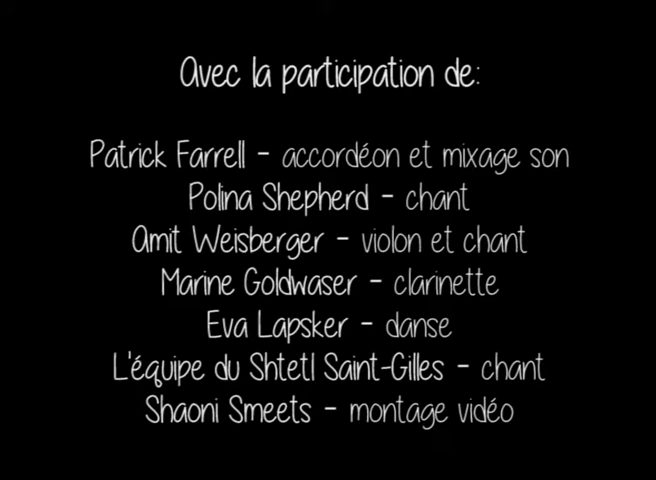 Avec la participation de:
Patrick Farrell - accordéon et mixage son
Polina Shepherd - chant
Amit Weisberger - violon et chant
Marine Goldwaser - clarinette
Eva Lapsker - danse
L'équipe du Shtetl Saint-Gilles - chant
Shaoni Smeets - montage vidéo